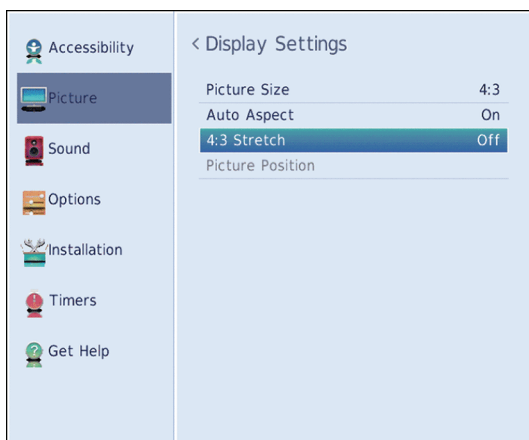 Accessibility
Picture
Sound
Options
Installation
Timers
Get Help
< Display Settings
Picture Size 4:3
Auto Aspect On
4:3 Stretch Off
Picture Position